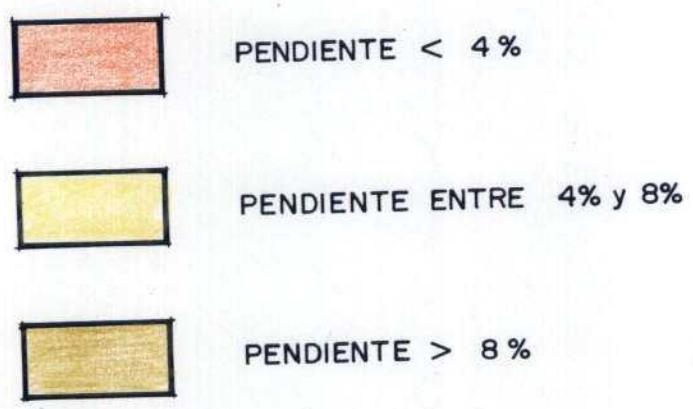 PENDIENTE < 4%
PENDIENTE ENTRE 4% y 8%
PENDIENTE > 8%